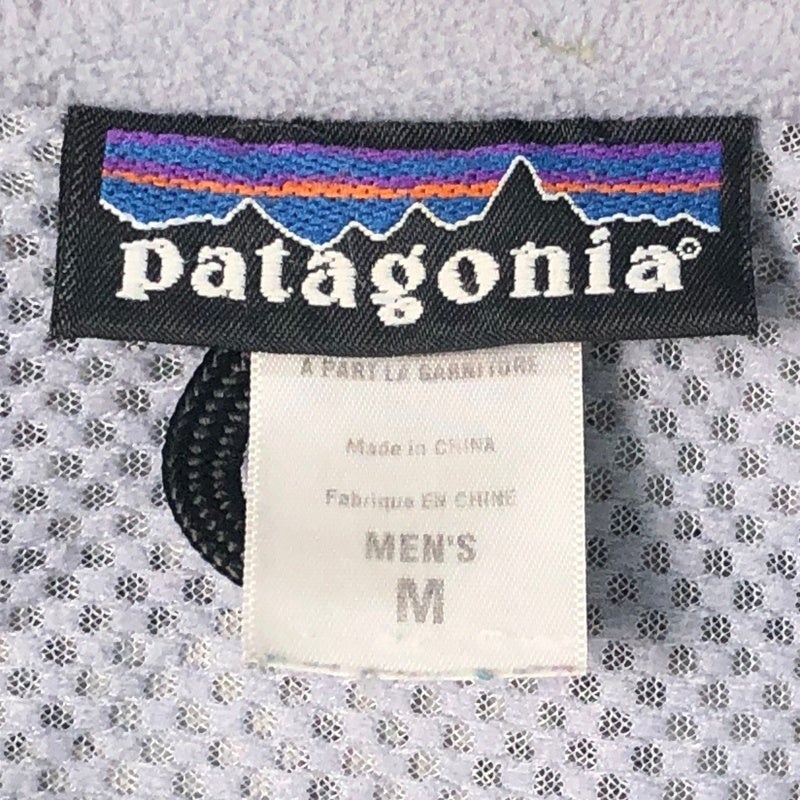 patagonia®
A PART LA GARNITURE
Made in CHINA
Fabriqué EN CHINE
MEN'S
M